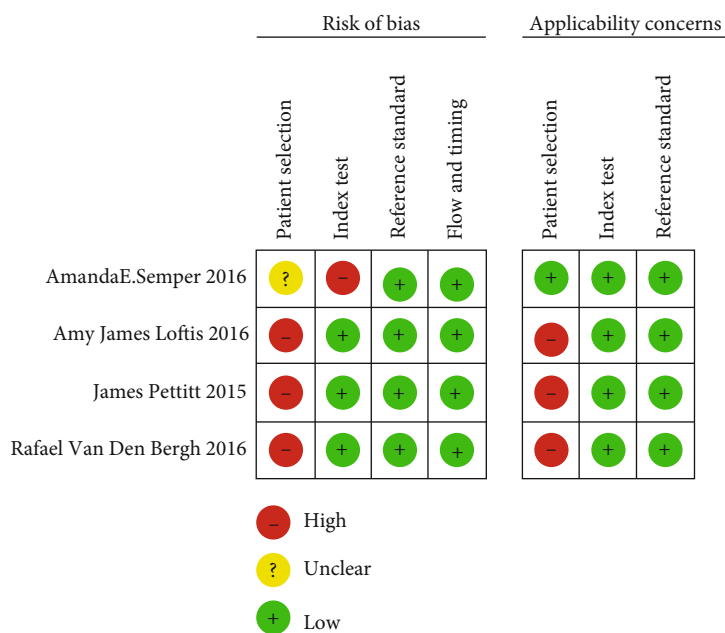 Risk of bias Applicability concerns
Patient selection
Index test
Reference standard
Flow and timing
Patient selection
Index test
Reference standard
AmandaE.Semper 2016 ? – + + + + +
Amy James Loftis 2016 – + + + – + +
James Pettitt 2015 – + + + – + +
Rafael Van Den Bergh 2016 – + + + – + +
– High
? Unclear
+ Low